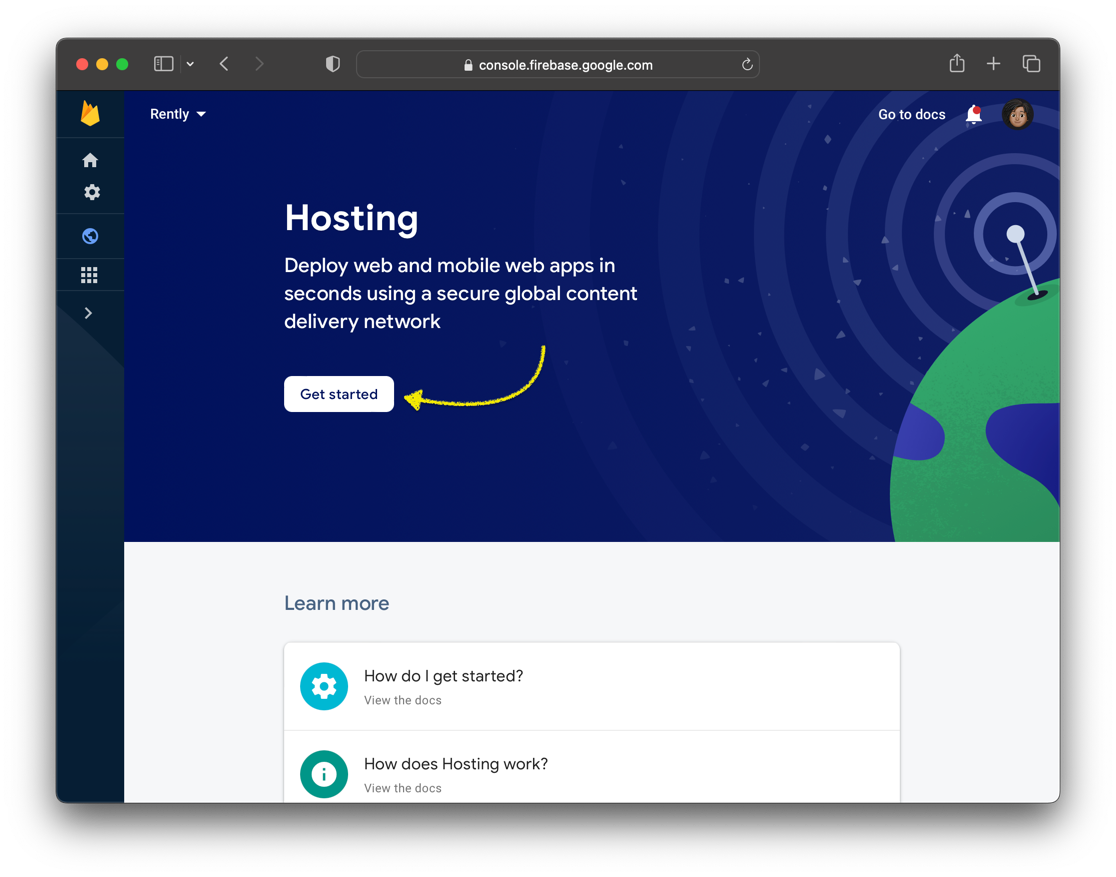 console.firebase.google.com
Rently
Go to docs
Hosting
Deploy web and mobile web apps in
seconds using a secure global content
delivery network
Get started
Learn more
How do I get started?
View the docs
How does Hosting work?
View the docs